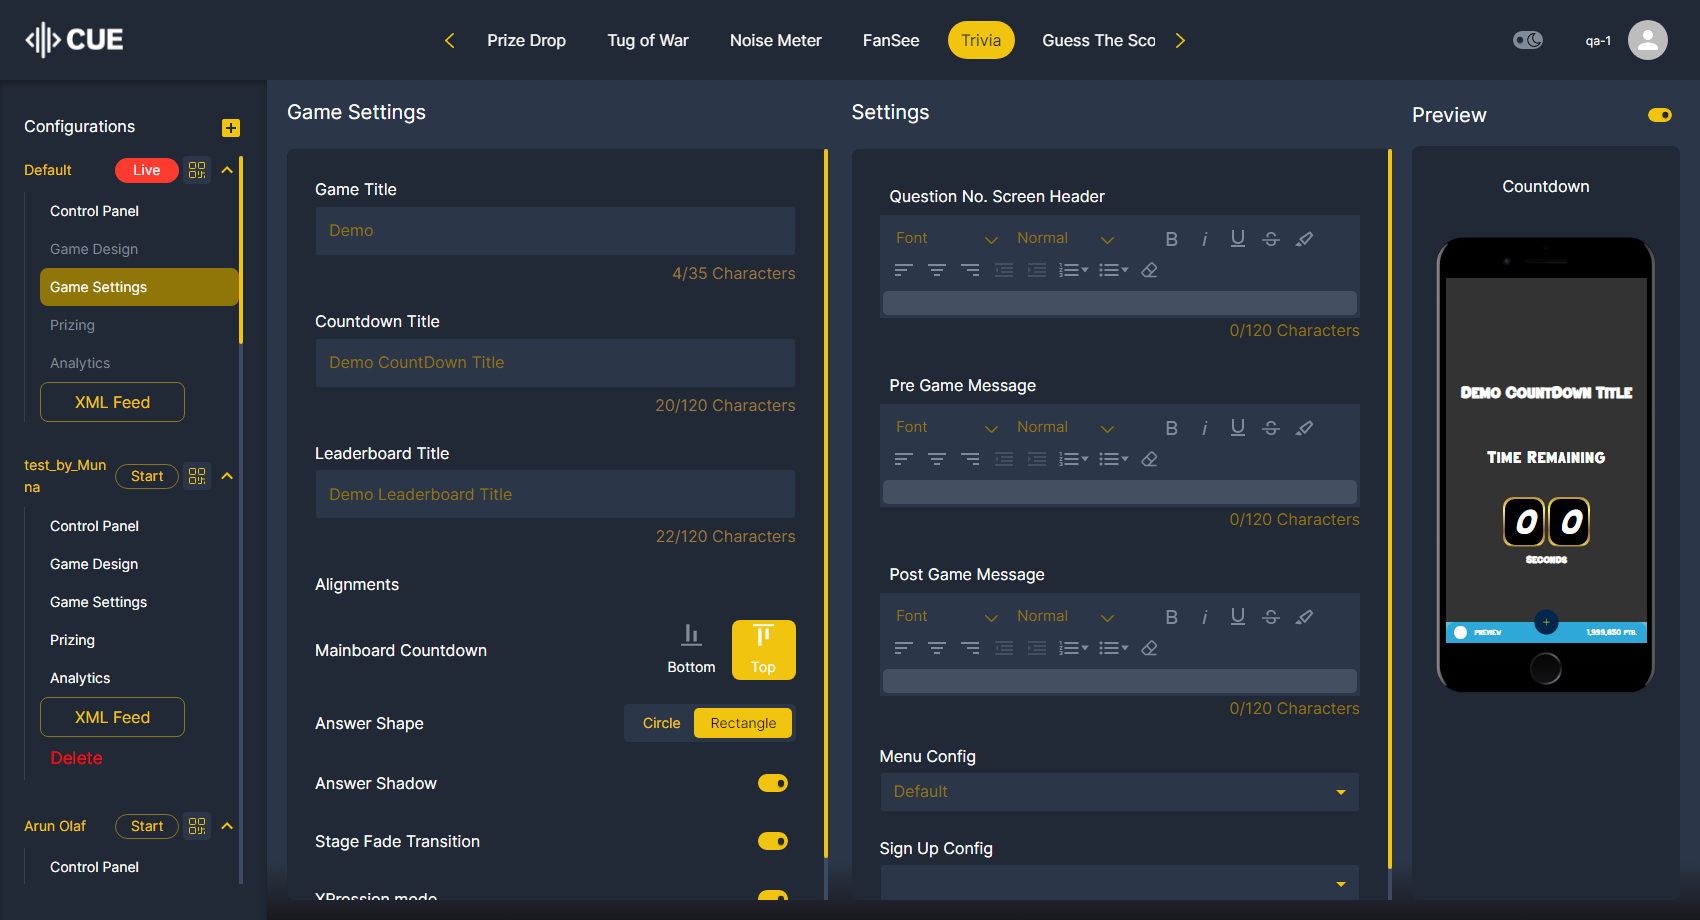 CUE
Prize Drop
Tug of War
Noise Meter
FanSee
Trivia
Guess The Sco
qa-1
Configurations
Default
Live
Control Panel
Game Design
Game Settings
Prizing
Analytics
XML Feed
test_by_Mun
na
Start
Control Panel
Game Design
Game Settings
Prizing
Analytics
XML Feed
Delete
Arun Olaf
Start
Control Panel
Game Settings
Game Title
Demo
4/35 Characters
Countdown Title
Demo CountDown Title
20/120 Characters
Leaderboard Title
Demo Leaderboard Title
22/120 Characters
Alignments
Mainboard Countdown
Bottom
Top
Answer Shape
Circle
Rectangle
Answer Shadow
Stage Fade Transition
XPression mode
Settings
Question No. Screen Header
Font
Normal
B i U S
0/120 Characters
Pre Game Message
Font
Normal
B i U S
0/120 Characters
Post Game Message
Font
Normal
B i U S
0/120 Characters
Menu Config
Default
Sign Up Config
Preview
Countdown
Demo CountDown Title
Time Remaining
0 0
Seconds
PREVIEW
+
1,999,650 PTS.